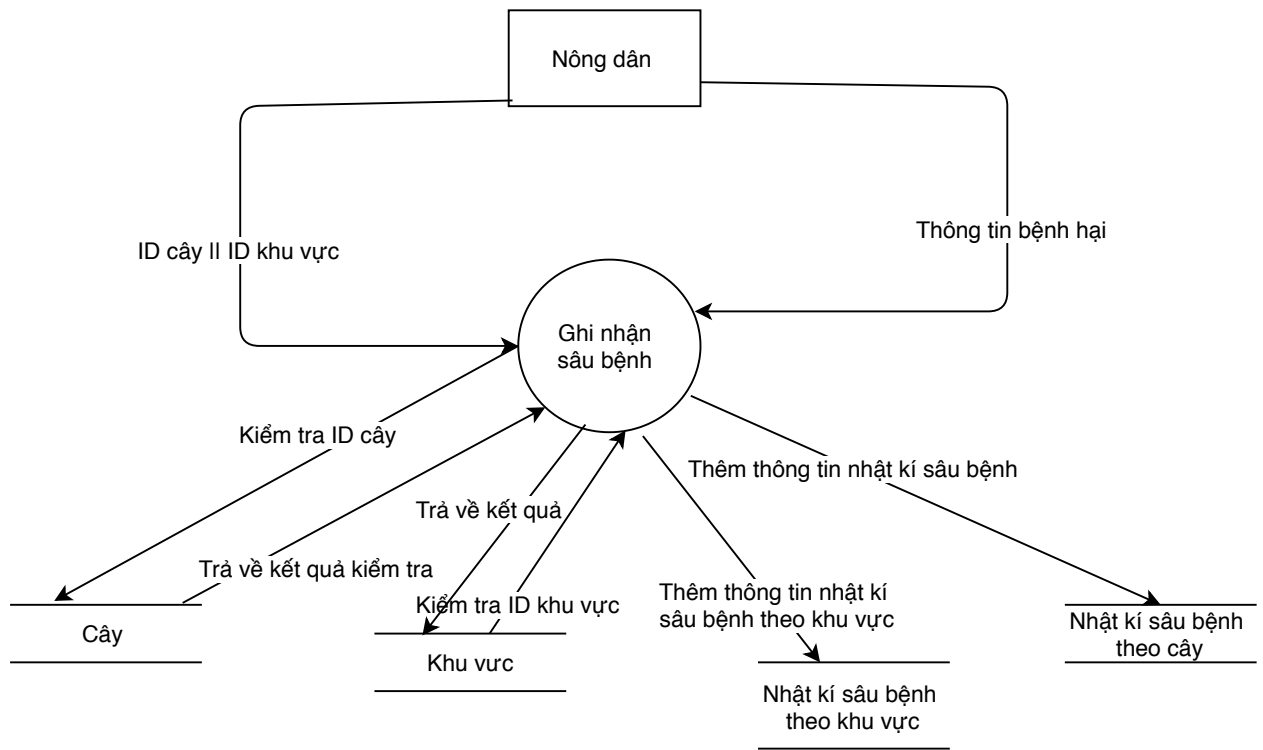 Nông dân
ID cây || ID khu vực
Thông tin bệnh hại
Ghi nhận
sâu bệnh
Kiểm tra ID cây
Thêm thông tin nhật kí sâu bệnh
Trả về kết quả
Trả về kết quả kiểm tra
Kiểm tra ID khu vực
Thêm thông tin nhật kí
sâu bệnh theo khu vực
Cây
Khu vưc
Nhật kí sâu bệnh
theo khu vực
Nhật kí sâu bệnh
theo cây